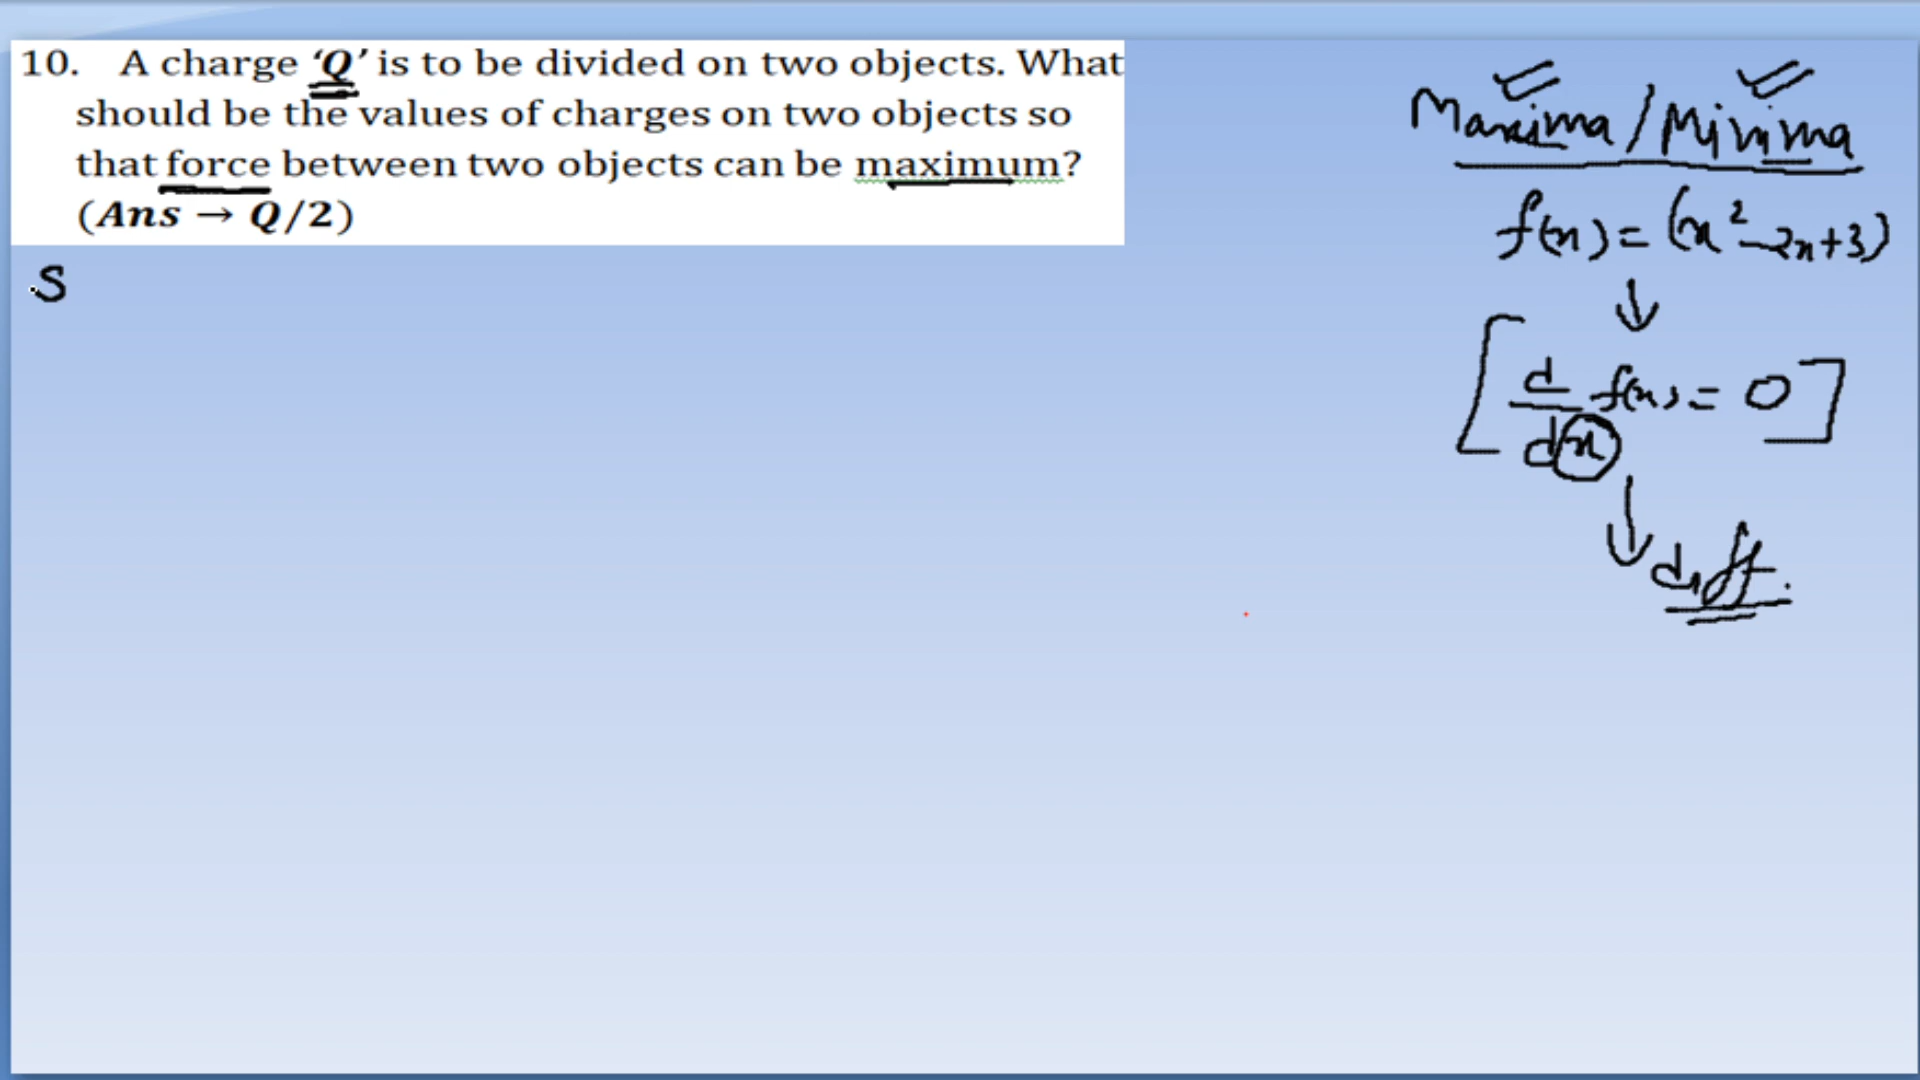 10. A charge ‘Q’ is to be divided on two objects. What
should be the values of charges on two objects so
that force between two objects can be maximum?
(Ans → Q/2)
S
Maxima / Minima
f(x) = (x² - 2x + 3)
↓
[ d/dx f(x) = 0 ]
↓ diff.